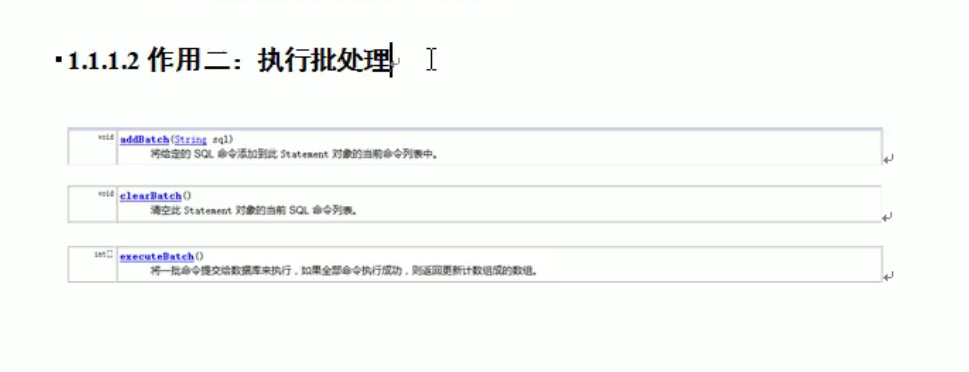 1.1.1.2 作用二：执行批处理
void addBatch(String sql)
将给定的 SQL 命令添加到此 Statement 对象的当前命令列表中。
void clearBatch()
清空此 Statement 对象的当前 SQL 命令列表。
int[] executeBatch()
将一批命令提交给数据库来执行，如果全部命令执行成功，则返回更新计数组成的数组。